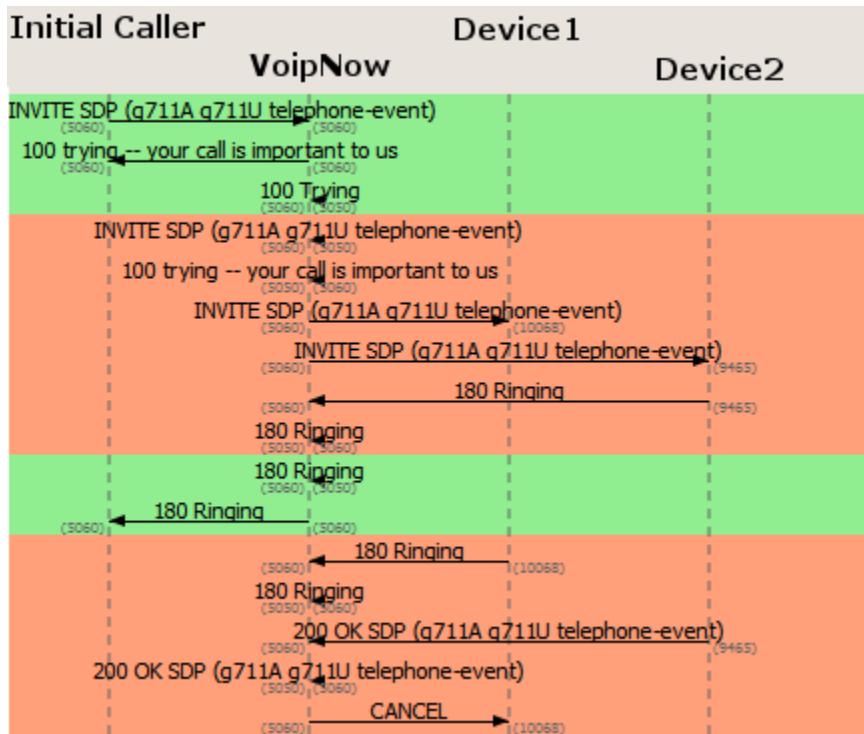 Initial Caller Device1
VoipNow Device2
INVITE SDP (g711A g711U telephone-event)
(5060) (5060)
100 trying -- your call is important to us
(5060) (5060)
100 Trying
(5060) (5050)
INVITE SDP (g711A g711U telephone-event)
(5060) (5050)
100 trying -- your call is important to us
(5050) (5060)
INVITE SDP (g711A g711U telephone-event)
(5060) (10068)
INVITE SDP (g711A g711U telephone-event)
(5060) (9465)
180 Ringing
(5060) (9465)
180 Ringing
(5050) (5060)
180 Ringing
(5060) (5050)
180 Ringing
(5060) (5060)
180 Ringing
(5060) (10068)
180 Ringing
(5050) (5060)
200 OK SDP (g711A g711U telephone-event)
(5060) (9465)
200 OK SDP (g711A g711U telephone-event)
(5050) (5060)
CANCEL
(5060) (10068)